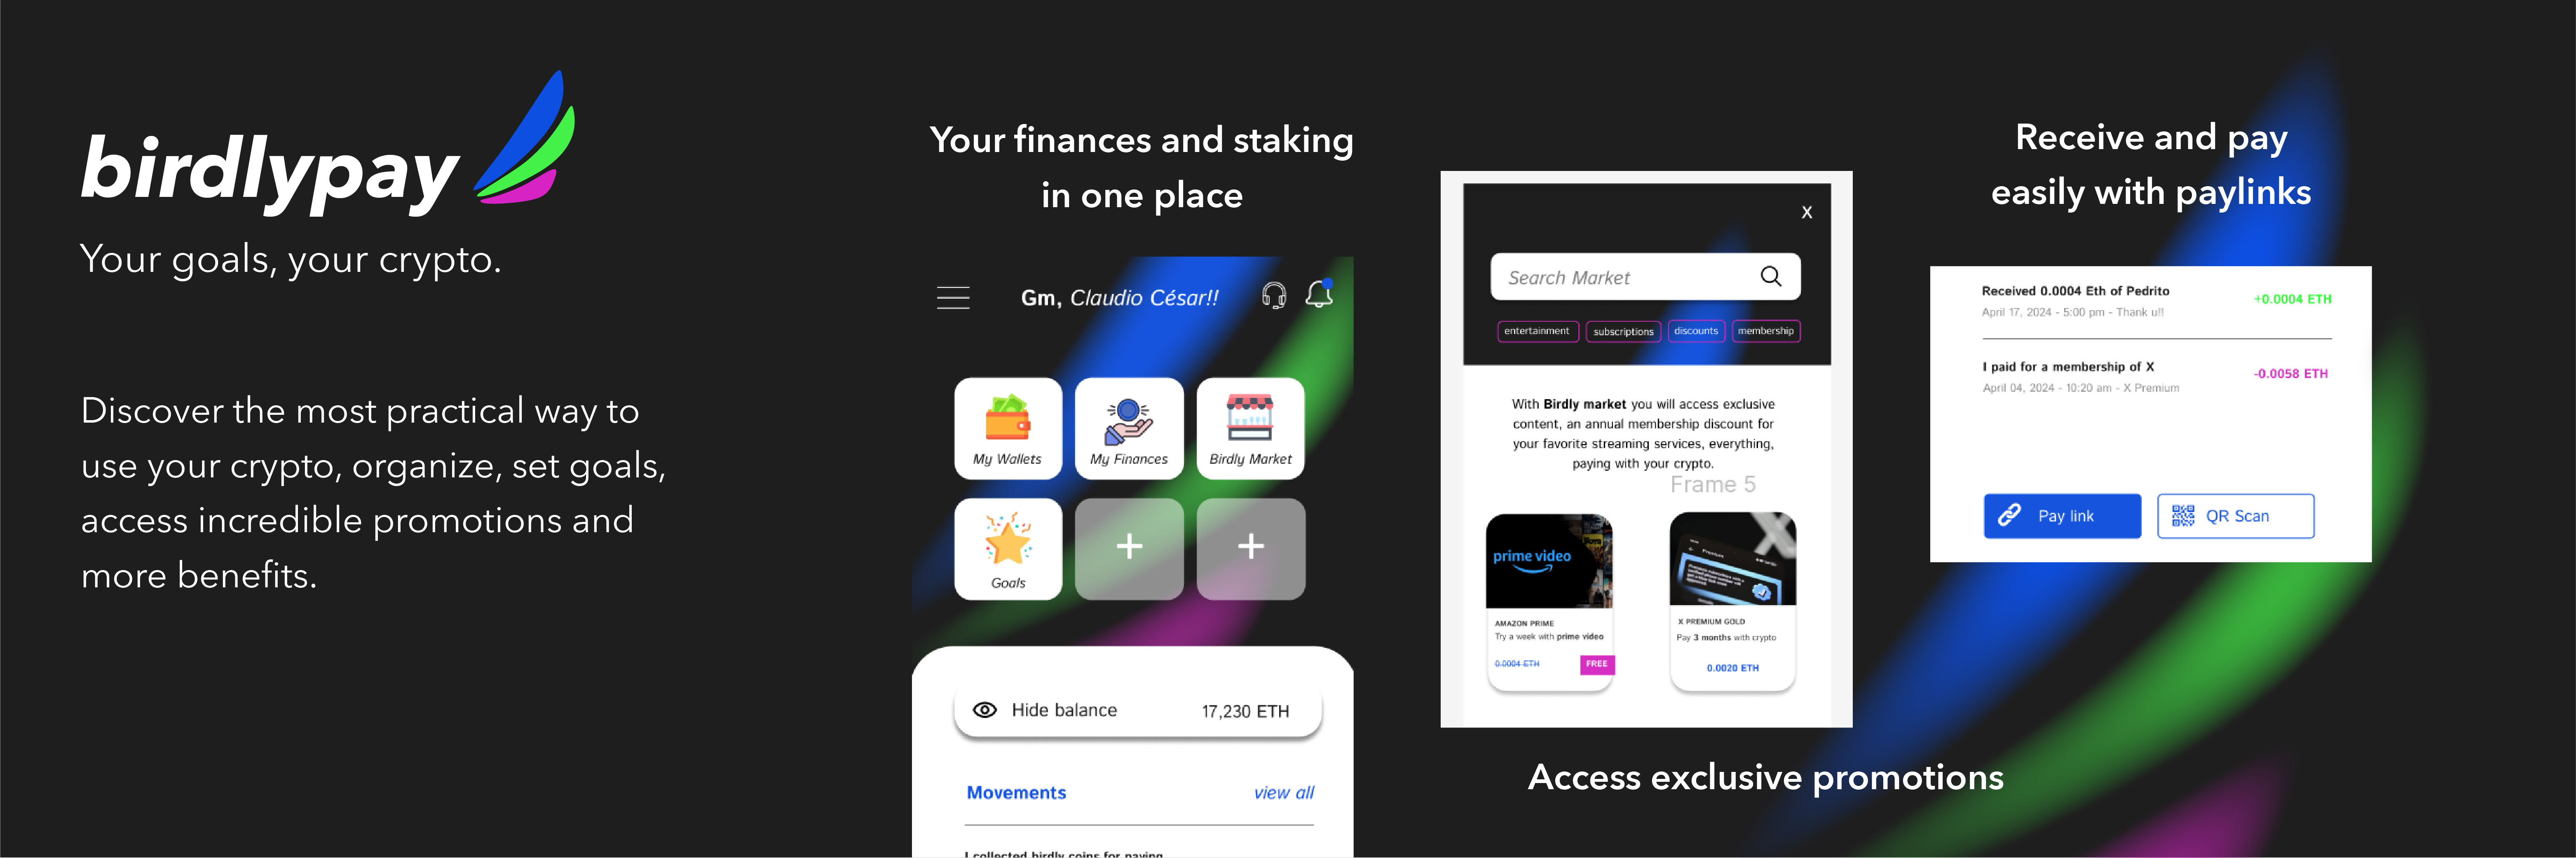 birdlypay
Your goals, your crypto.
Discover the most practical way to
use your crypto, organize, set goals,
access incredible promotions and
more benefits.
Your finances and staking
in one place
Gm, Claudio César!!
My Wallets
My Finances
Birdly Market
Goals
Hide balance
17,230 ETH
Movements
view all
I collected birdly coins for paying
X
Search Market
entertainment
subscriptions
discounts
membership
With Birdly market you will access exclusive
content, an annual membership discount for
your favorite streaming services, everything,
paying with your crypto.
Frame 5
prime video
AMAZON PRIME
Try a week with prime video
0.0004 ETH
FREE
Premium
X PREMIUM GOLD
Pay 3 months with crypto
0.0020 ETH
Access exclusive promotions
Receive and pay
easily with paylinks
Received 0.0004 Eth of Pedrito
+0.0004 ETH
April 17, 2024 - 5:00 pm - Thank u!!
I paid for a membership of X
-0.0058 ETH
April 04, 2024 - 10:20 am - X Premium
Pay link
QR Scan